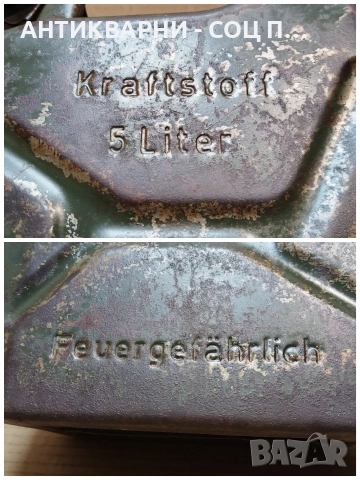 АНТИКВАРНИ - СОЦ П...
Kraftstoff
5 Liter
Feuergefährlich
BAZAR